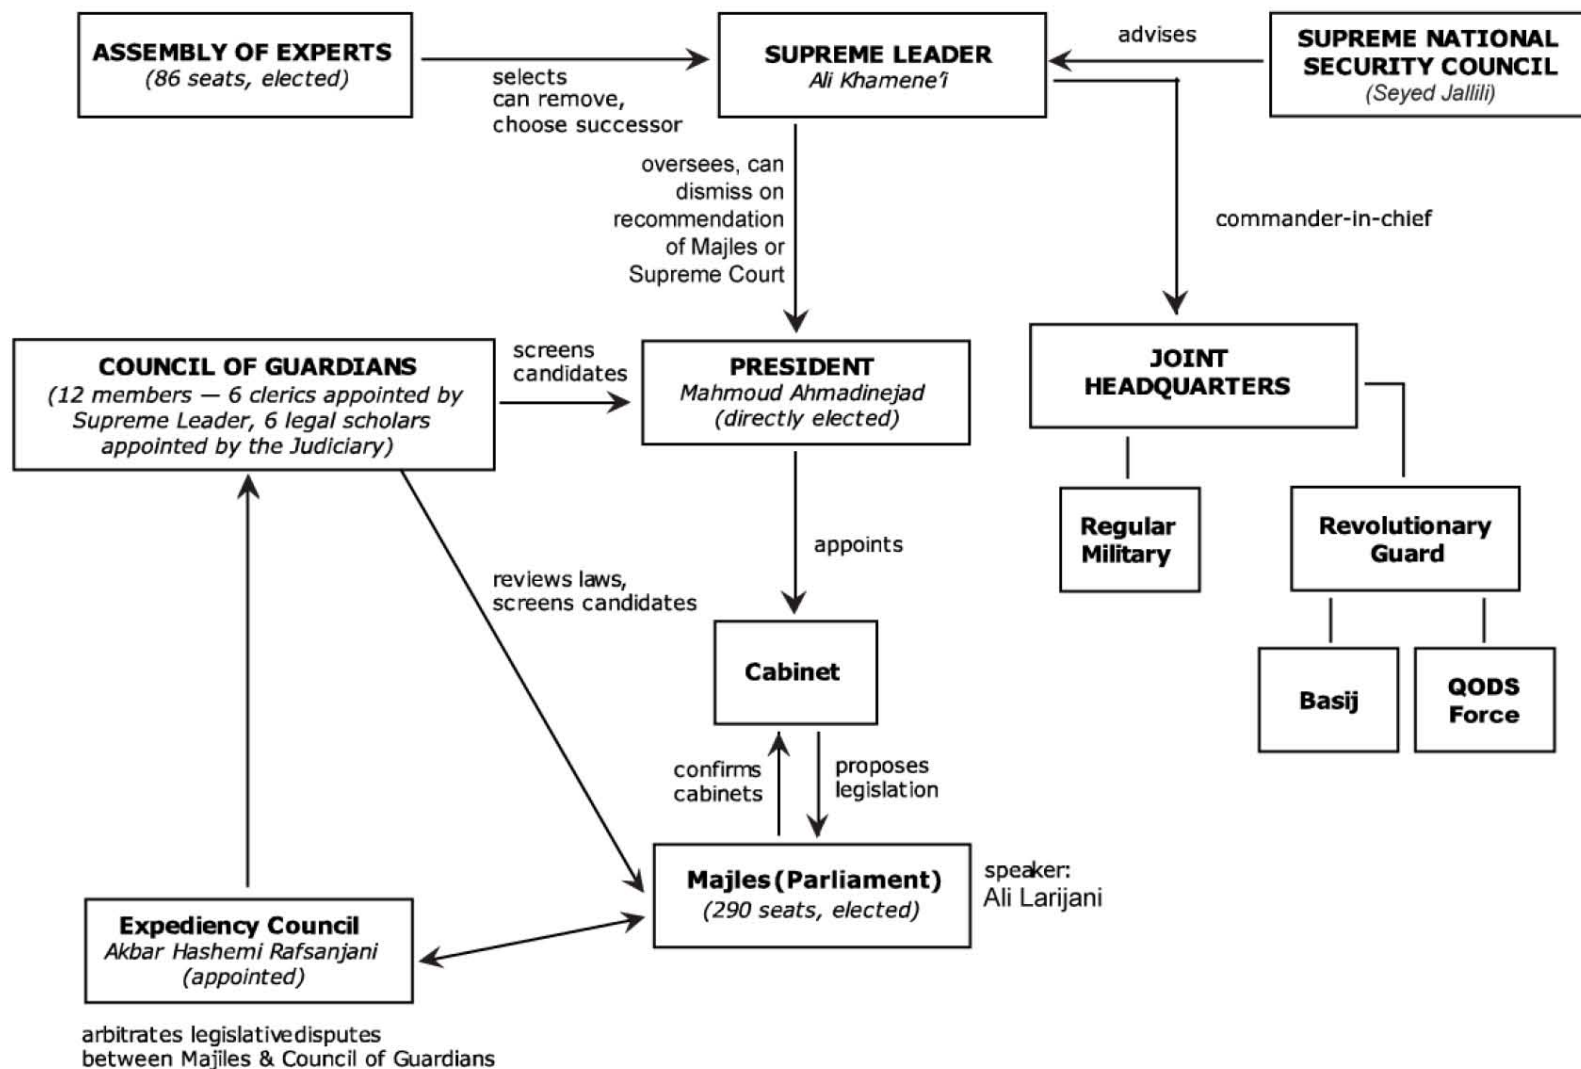 ASSEMBLY OF EXPERTS
(86 seats, elected)
selects
can remove,
choose successor
SUPREME LEADER
Ali Khamene'i
advises
SUPREME NATIONAL
SECURITY COUNCIL
(Seyed Jallili)
oversees, can
dismiss on
recommendation
of Majles or
Supreme Court
commander-in-chief
COUNCIL OF GUARDIANS
(12 members — 6 clerics appointed by
Supreme Leader, 6 legal scholars
appointed by the Judiciary)
screens
candidates
PRESIDENT
Mahmoud Ahmadinejad
(directly elected)
JOINT
HEADQUARTERS
Regular
Military
Revolutionary
Guard
appoints
reviews laws,
screens candidates
Cabinet
Basij
QODS
Force
confirms
cabinets
proposes
legislation
Majles (Parliament)
(290 seats, elected)
speaker:
Ali Larijani
Expediency Council
Akbar Hashemi Rafsanjani
(appointed)
arbitrates legislativedisputes
between Majiles & Council of Guardians